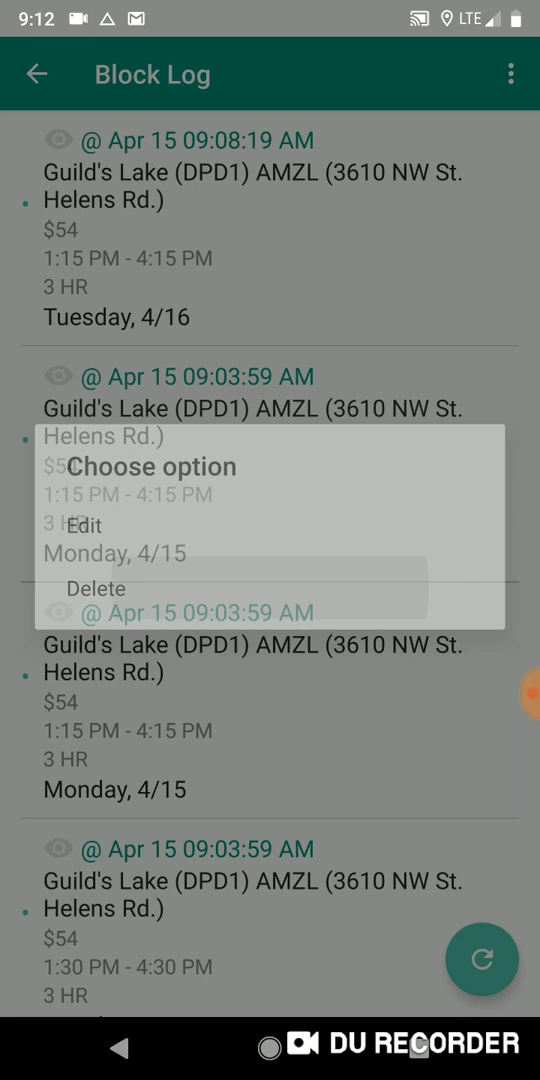 9:12
LTE
Block Log
@ Apr 15 09:08:19 AM
Guild's Lake (DPD1) AMZL (3610 NW St.
Helens Rd.)
$54
1:15 PM - 4:15 PM
3 HR
Tuesday, 4/16
@ Apr 15 09:03:59 AM
Guild's Lake (DPD1) AMZL (3610 NW St.
Helens Rd.)
$54
Choose option
1:15 PM - 4:15 PM
3 HR
Edit
Monday, 4/15
Delete
@ Apr 15 09:03:59 AM
Guild's Lake (DPD1) AMZL (3610 NW St.
Helens Rd.)
$54
1:15 PM - 4:15 PM
3 HR
Monday, 4/15
@ Apr 15 09:03:59 AM
Guild's Lake (DPD1) AMZL (3610 NW St.
Helens Rd.)
$54
1:30 PM - 4:30 PM
3 HR
DU RECORDER